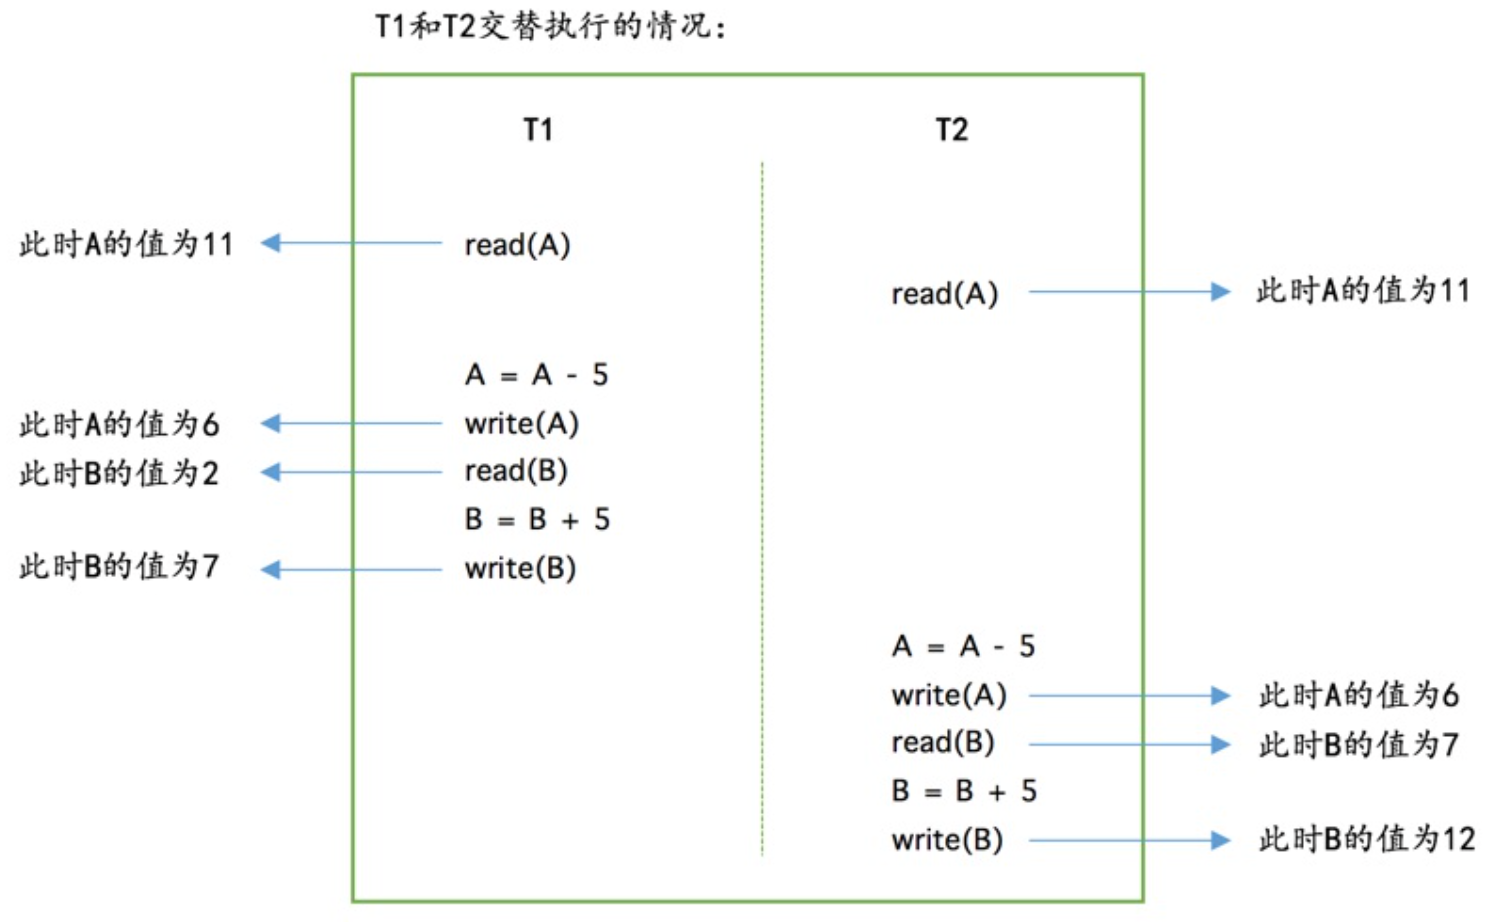 T1和T2交替执行的情况：
T1 T2
此时A的值为11 read(A)
read(A) 此时A的值为11
A = A - 5
此时A的值为6 write(A)
此时B的值为2 read(B)
B = B + 5
此时B的值为7 write(B)
A = A - 5
write(A) 此时A的值为6
read(B) 此时B的值为7
B = B + 5
write(B) 此时B的值为12